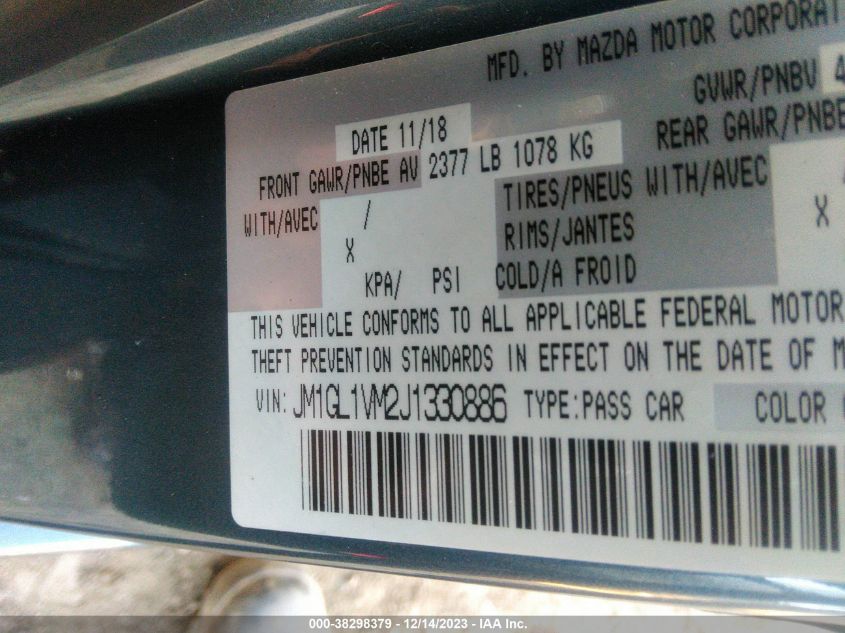 MFD. BY MAZDA MOTOR
GVWR/PNBV
DATE 11/18
REAR GAWR/PNBE
FRONT GAWR/PNBE AV 2377 LB 1078 KG
WITH/AVEC / TIRES/PNEUS WITH/AVEC
X RIMS/JANTES X
KPA/ PSI COLD/A FROID
THIS VEHICLE CONFORMS TO ALL APPLICABLE FEDERAL MOTOR
THEFT PREVENTION STANDARDS IN EFFECT ON THE DATE OF
VIN: JM1GL1VM2J1330886 TYPE:PASS CAR COLOR
000-38298379 - 12/14/2023 - IAA Inc.